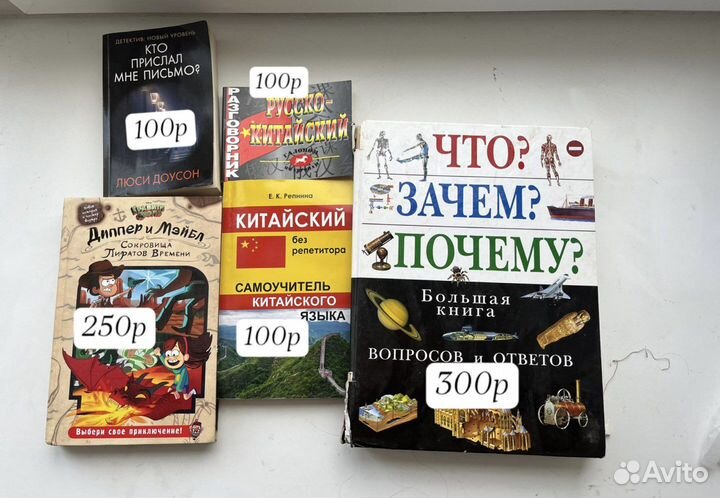 ДЕТЕКТИВ: НОВЫЙ УРОВЕНЬ
КТО
ПРИСЛАЛ
МНЕ ПИСЬМО?
100р
ЛЮСИ ДОУСОН
100р
РАЗГОВОРНИК
РУССКО-
КИТАЙСКИЙ
ГАЛОПОМ
Е. К. Репнина
КИТАЙСКИЙ
без
репетитора
САМОУЧИТЕЛЬ
КИТАЙСКОГО
ЯЗЫКА
100р
Диппер и Мэйбл
Сокровища
Пиратов Времени
250р
Выбери свое приключение!
ЧТО?
ЗАЧЕМ?
ПОЧЕМУ?
Большая
книга
ВОПРОСОВ и ОТВЕТОВ
300р
Avito